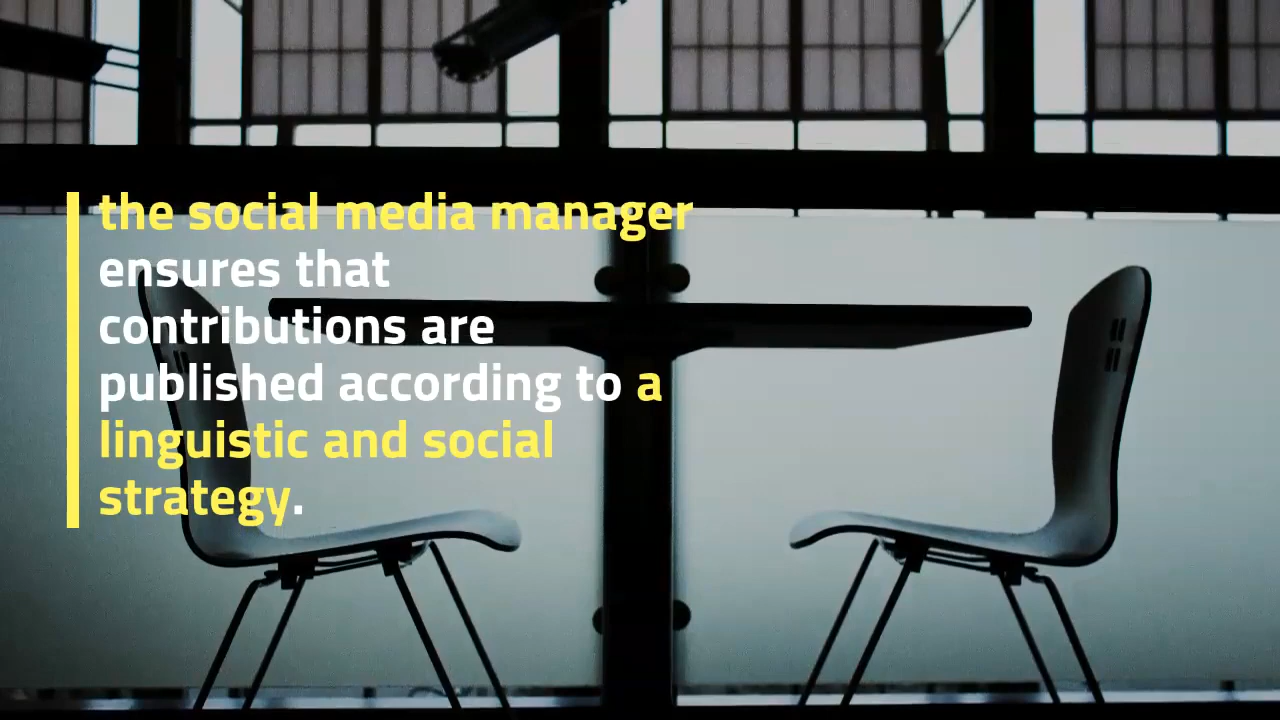 the social media manager
ensures that
contributions are
published according to a
linguistic and social
strategy.